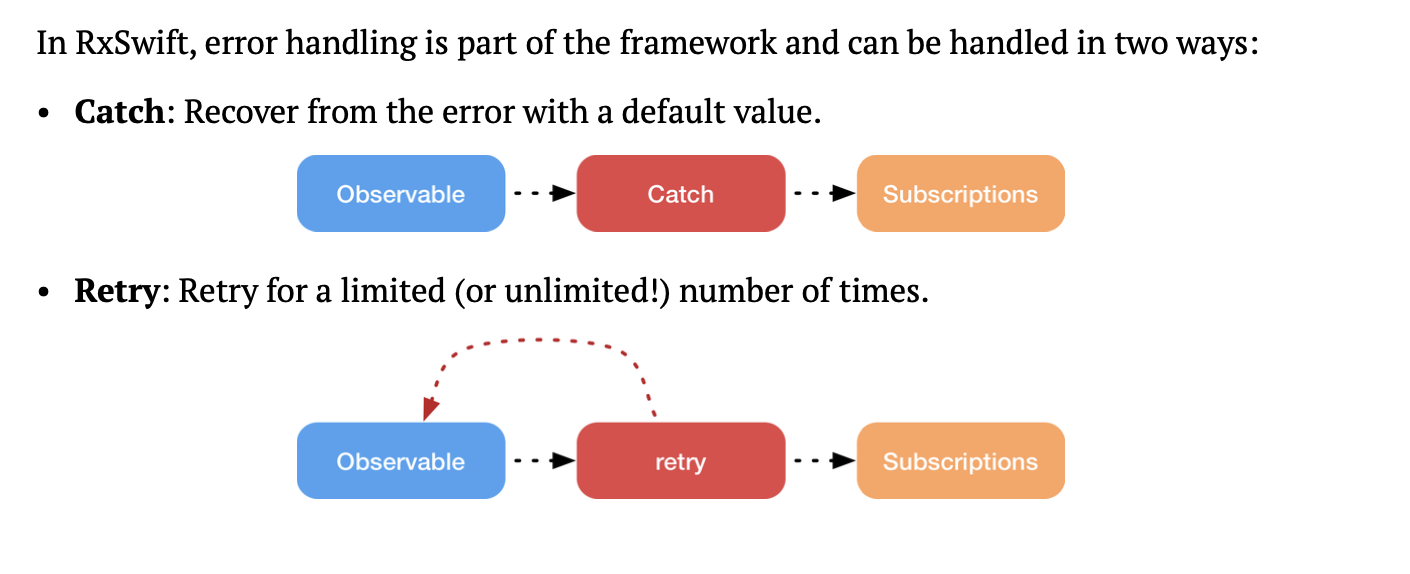 In RxSwift, error handling is part of the framework and can be handled in two ways:
• Catch: Recover from the error with a default value.
Observable Catch Subscriptions
• Retry: Retry for a limited (or unlimited!) number of times.
Observable retry Subscriptions